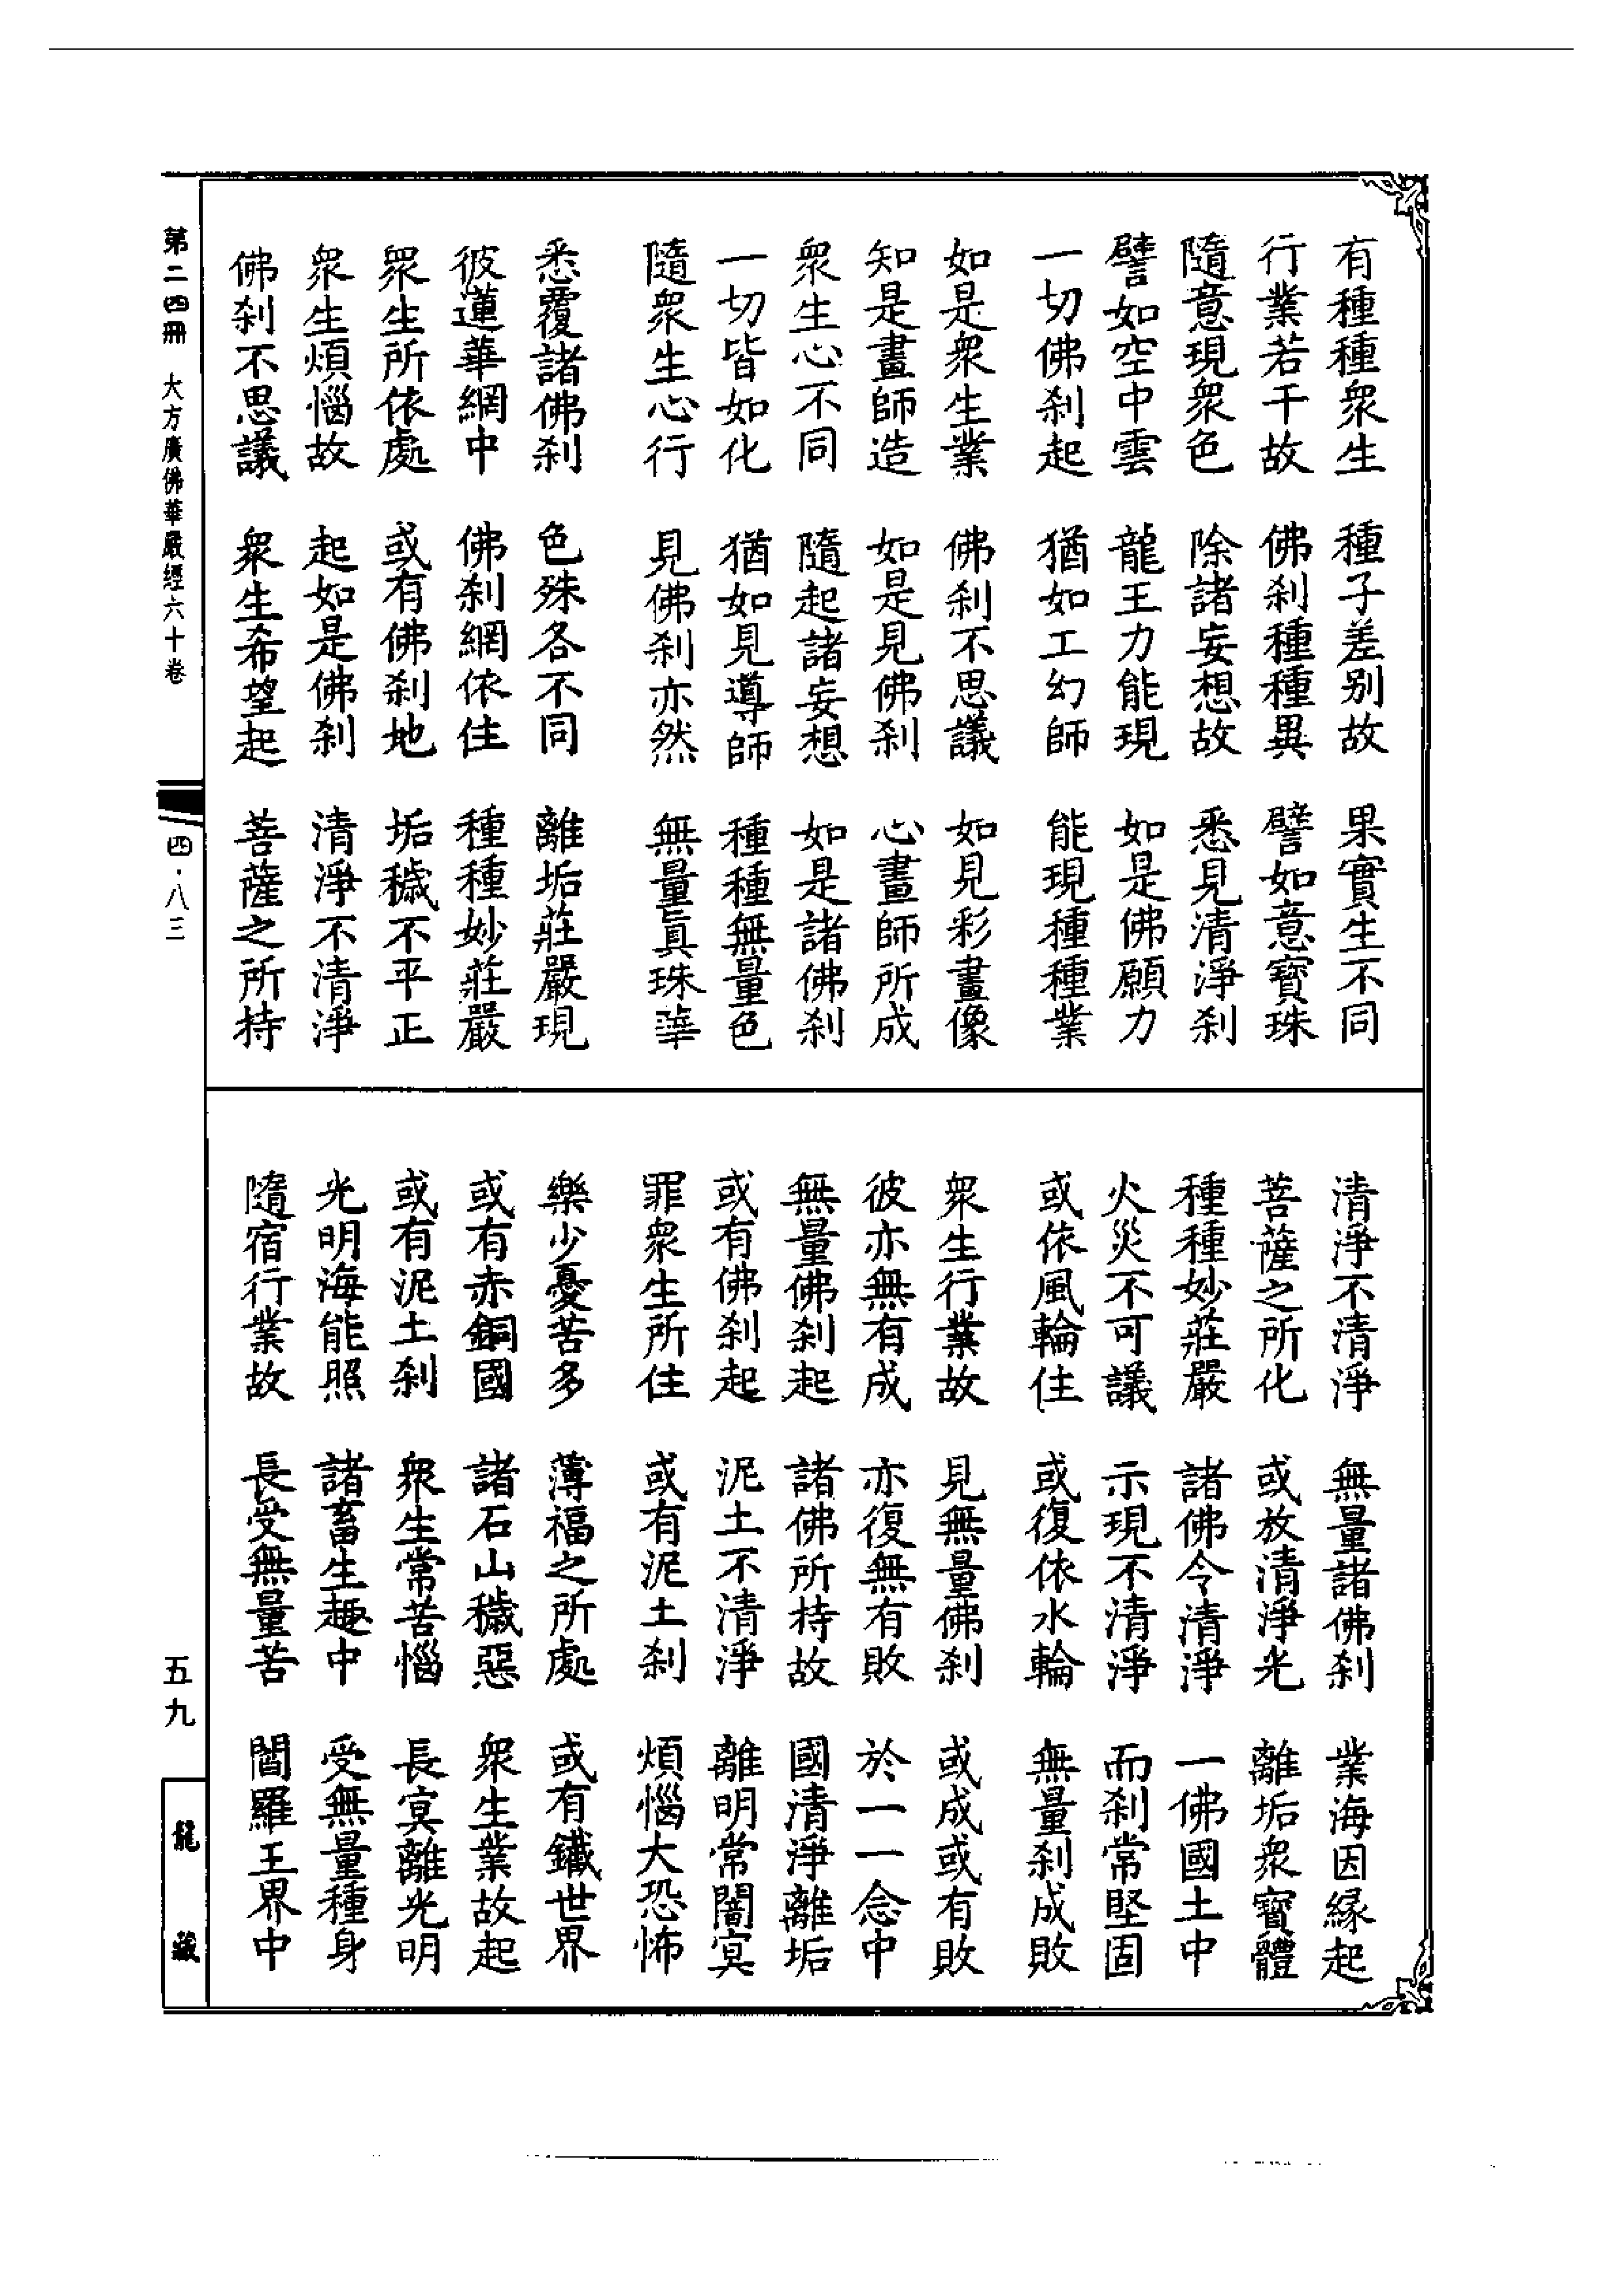 有種種衆生　種子差别故　果實生不同
行業若干故　佛刹種種異　譬如意寶珠
隨意現衆色　除諸妄想故　悉見清淨刹
譬如空中雲　龍王力能現　如是佛願力
一切佛刹起　猶如工幻師　能現種種業
如是衆生業　佛刹不思議　如見彩畫像
知是畫師造　如是見佛刹　心畫師所成
衆生心不同　隨起諸妄想　如是諸佛刹
一切皆如化　猶如見導師　種種無量色
隨衆生心行　見佛刹亦然　無量真珠華
悉覆諸佛刹　色殊各不同　離垢莊嚴現
彼蓮華網中　佛刹網依住　種種妙莊嚴
衆生所依處　或有佛刹地　垢穢不平正
衆生煩惱故　起如是佛刹　清淨不清淨
佛刹不思議　衆生希望起　菩薩之所持
清淨不清淨　無量諸佛刹　業海因緣起
菩薩之所化　或放清淨光　離垢衆寶體
種種妙莊嚴　諸佛令清淨　一佛國土中
火災不可議　示現不清淨　而刹常堅固
或依風輪住　或復依水輪　無量刹成敗
衆生行業故　見無量佛刹　或成或有敗
彼亦無有成　亦復無有敗　於一一念中
無量佛刹起　諸佛所持故　國清淨離垢
或有佛刹起　泥土不清淨　離明常闇冥
罪衆生所住　或有泥土刹　煩惱大恐怖
樂少憂苦多　薄福之所處　或有鐵世界
或有赤銅國　諸石山穢惡　衆生業故起
或有泥土刹　衆生常苦惱　長冥離光明
光明海能照　諸畜生趣中　受無量種身
隨宿行業故　長受無量苦　閻羅王界中
第二四冊　大方廣佛華嚴經六十卷
四·八三
五九
龍藏